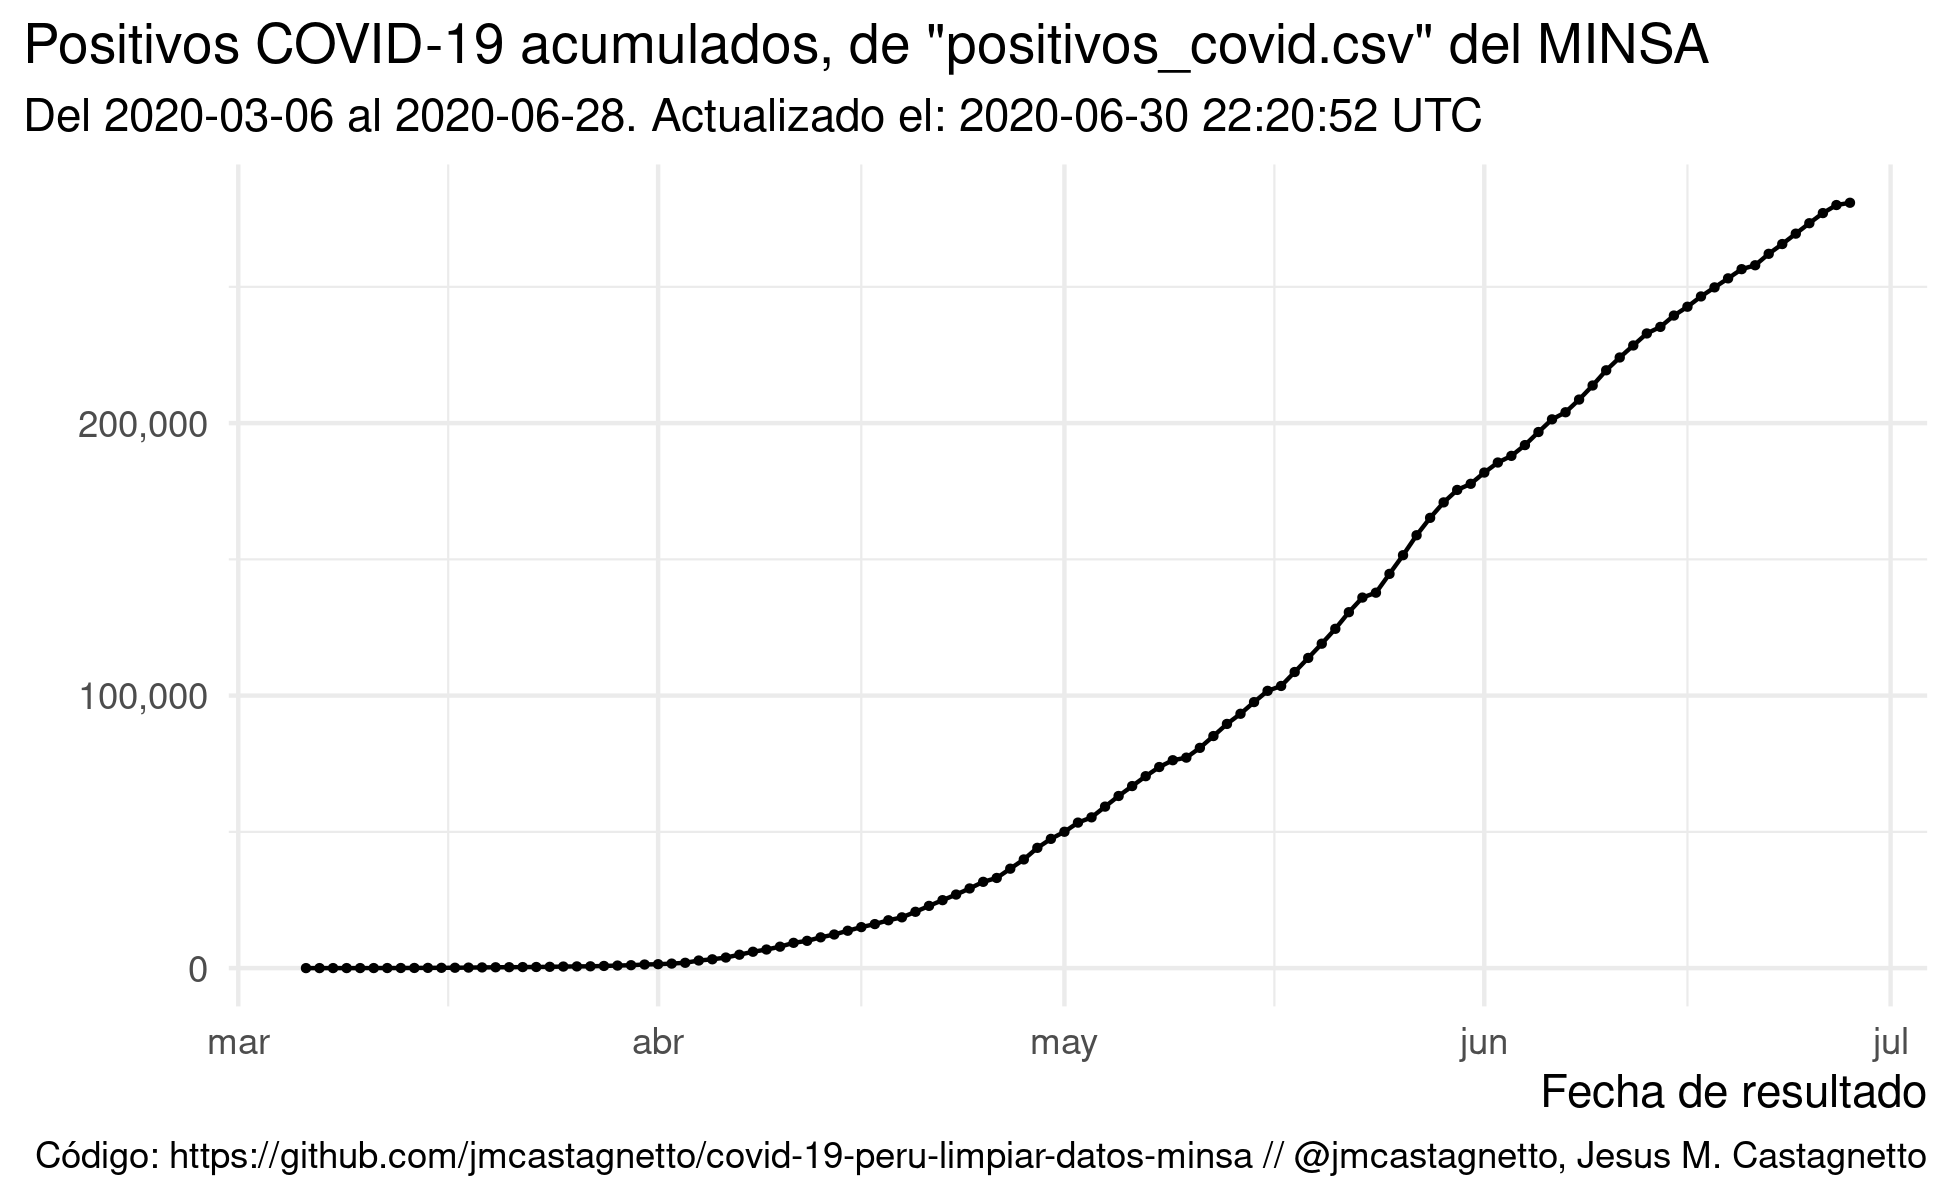 Positivos COVID-19 acumulados, de "positivos_covid.csv" del MINSA
Del 2020-03-06 al 2020-06-28. Actualizado el: 2020-06-30 22:20:52 UTC
200,000
100,000
0
mar abr may jun jul
Fecha de resultado
Código: https://github.com/jmcastagnetto/covid-19-peru-limpiar-datos-minsa // @jmcastagnetto, Jesus M. Castagnetto